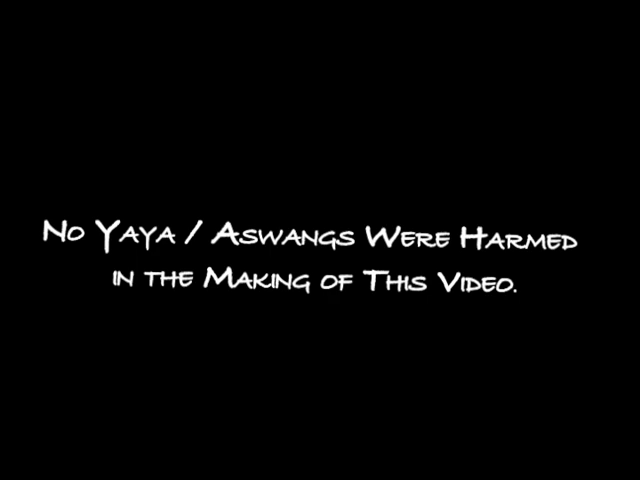 No Yaya / Aswangs Were Harmed
in the Making of This Video.